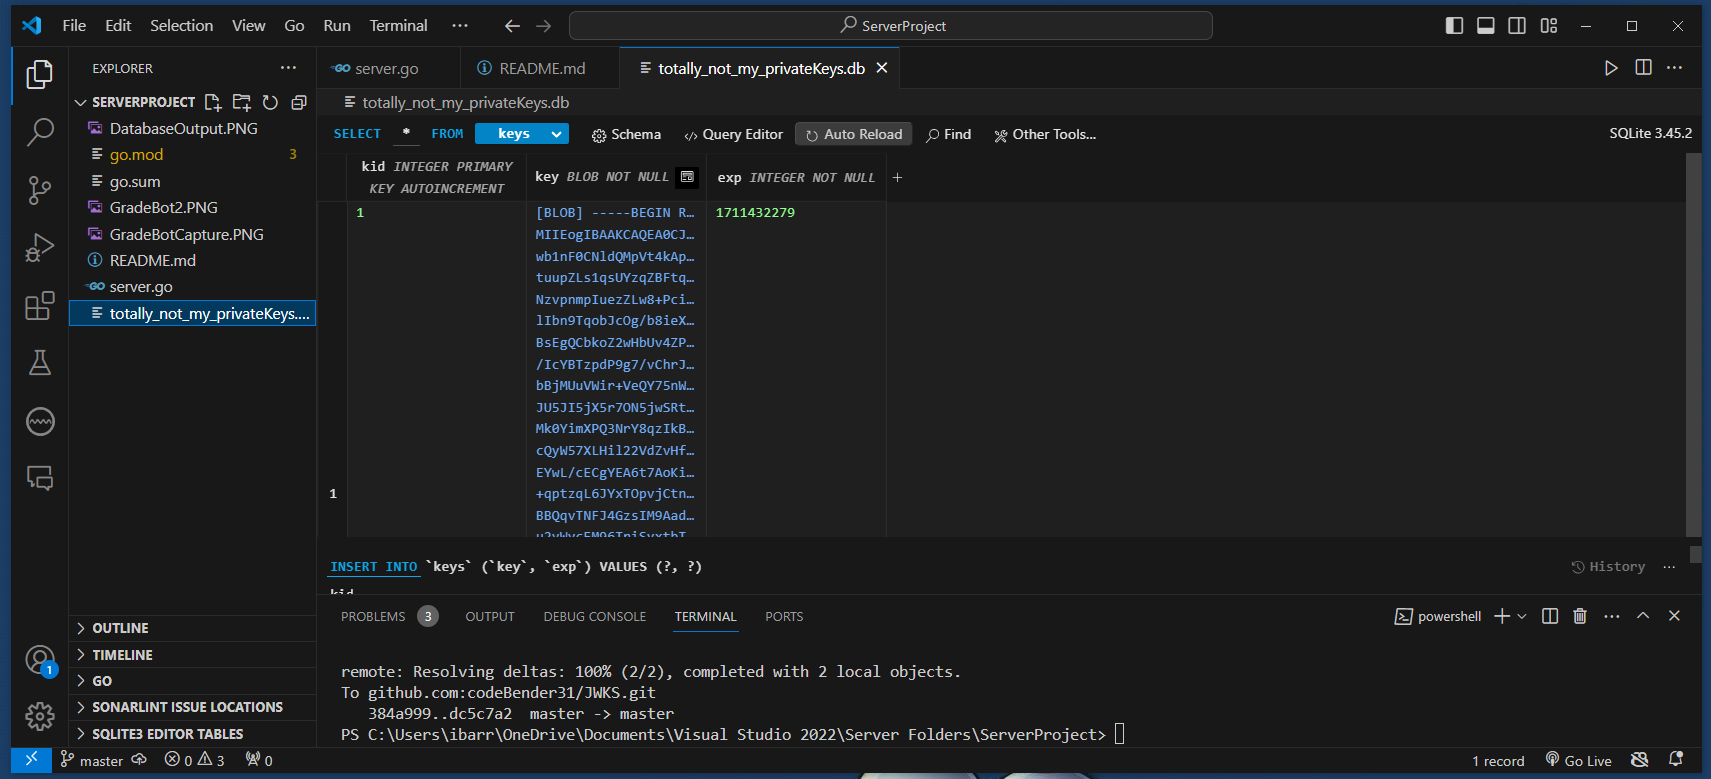 File Edit Selection View Go Run Terminal ··· ServerProject
EXPLORER ···
SERVERPROJECT
DatabaseOutput.PNG
go.mod 3
go.sum
GradeBot2.PNG
GradeBotCapture.PNG
README.md
GO server.go
totally_not_my_privateKeys....
OUTLINE
TIMELINE
GO
SONARLINT ISSUE LOCATIONS
SQLITE3 EDITOR TABLES
GO server.go README.md totally_not_my_privateKeys.db
totally_not_my_privateKeys.db
SELECT * FROM keys Schema Query Editor Auto Reload Find Other Tools... SQLite 3.45.2
kid INTEGER PRIMARY KEY AUTOINCREMENT
key BLOB NOT NULL
exp INTEGER NOT NULL +
1
1
[BLOB] -----BEGIN R…
MIIEogIBAAKCAQEA0CJ…
wb1nF0CNldQMpVt4kAp…
tuupZLs1qsUYzqZBFtq…
NzvpnmpIuezZLw8+Pci…
lIbn9TqobJcOg/b8ieX…
BsEgQCbkoZ2wHbUv4ZP…
/IcYBTzpdP9g7/vChrJ…
bBjMUuVWir+VeQY75nW…
JU5JI5jX5r7ON5jwSRt…
Mk0YimXPQ3NrY8qzIkB…
cQyW57XLHil22VdZvHf…
EYwL/cECgYEA6t7AoKi…
+qptzqL6JYxTOpvjCtn…
BBQqvTNFJ4GzsIM9Aad…
1711432279
INSERT INTO `keys` (`key`, `exp`) VALUES (?, ?) History ···
kid
PROBLEMS 3 OUTPUT DEBUG CONSOLE TERMINAL PORTS powershell
remote: Resolving deltas: 100% (2/2), completed with 2 local objects.
To github.com:codeBender31/JWKS.git
384a999..dc5c7a2 master -> master
PS C:\Users\ibarr\OneDrive\Documents\Visual Studio 2022\Server Folders\ServerProject>
1
master 0 3 0 1 record Go Live